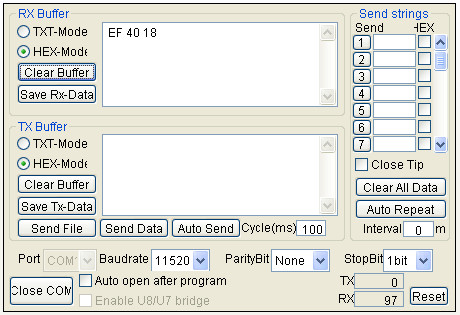 RX Buffer
TXT-Mode
HEX-Mode
Clear Buffer
Save Rx-Data
EF 40 18
TX Buffer
TXT-Mode
HEX-Mode
Clear Buffer
Save Tx-Data
Send File
Send Data
Auto Send
Cycle(ms) 100
Send strings
Send HEX
1
2
3
4
5
6
7
Close Tip
Clear All Data
Auto Repeat
Interval 0 m
Port COM Baudrate 11520 ParityBit None StopBit 1bit
Close COM
Auto open after program
Enable U8/U7 bridge
TX 0
RX 97
Reset